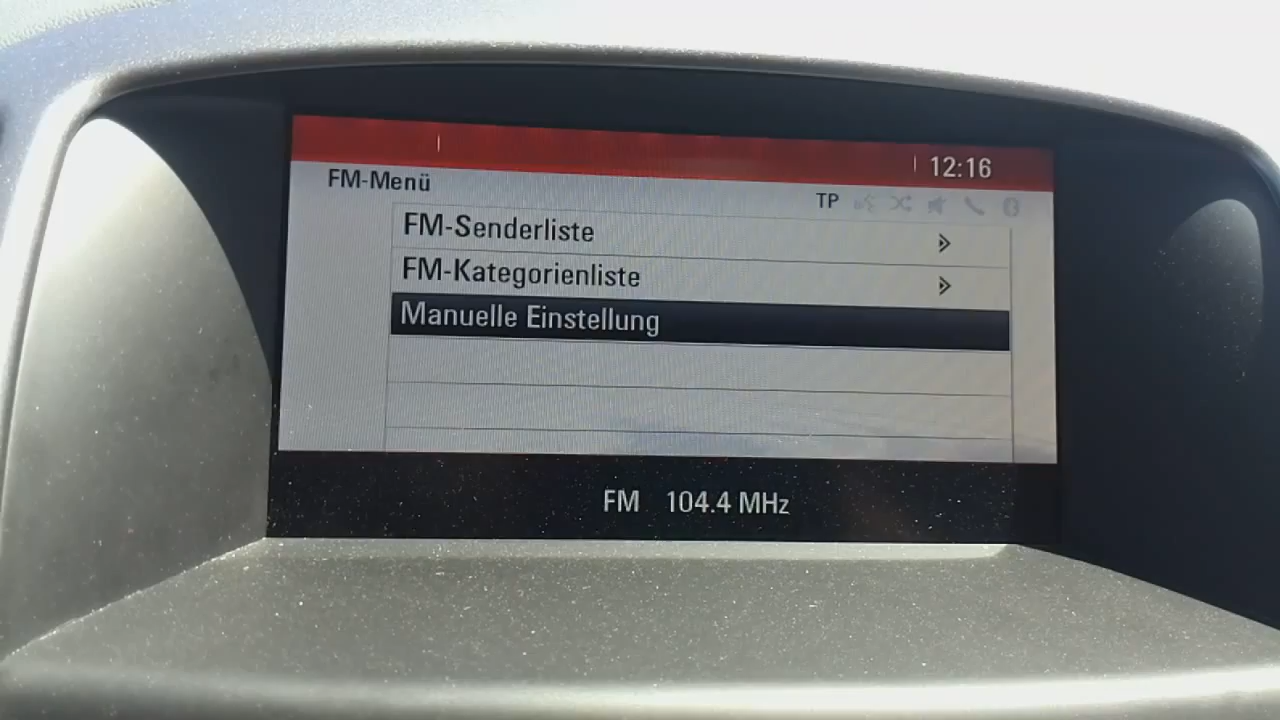 12:16
FM-Menü
TP
FM-Senderliste
FM-Kategorienliste
Manuelle Einstellung
FM 104.4 MHz